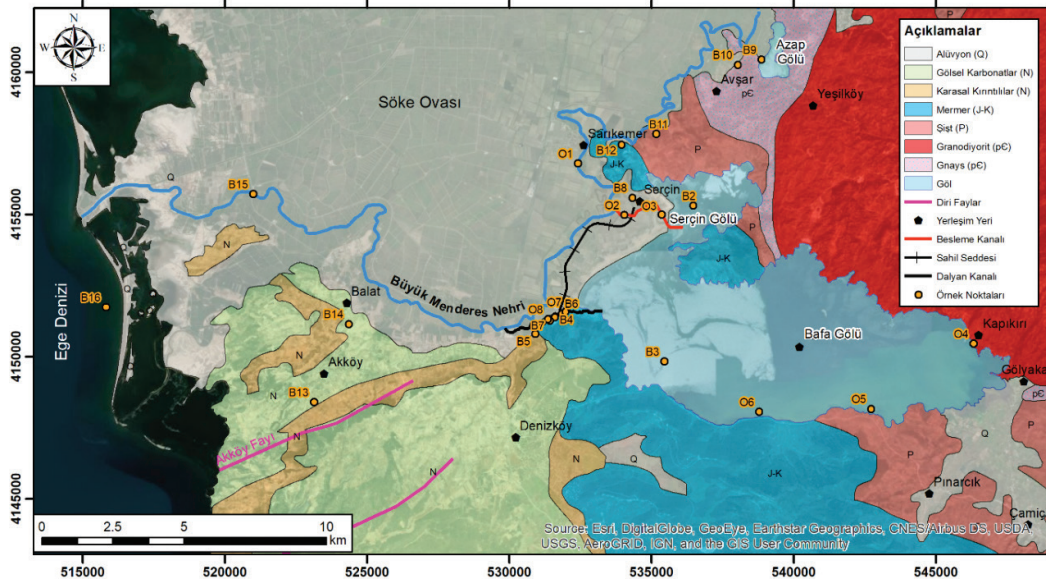 N
W E
S
Açıklamalar
Alüvyon (Q)
Gölsel Karbonatlar (N)
Karasal Kırıntılılar (N)
Mermer (J-K)
Şist (P)
Granodiyorit (pЄ)
Gnays (pЄ)
Göl
Diri Faylar
Yerleşim Yeri
Besleme Kanalı
Sahil Seddesi
Dalyan Kanalı
Örnek Noktaları
4160000
4155000
4150000
4145000
Söke Ovası
Azap
Gölü
B9
B10
Avşar
pЄ
Yeşilköy
B11
Sarıkemer
B12
O1
J-K
P
B8
Serçin
B2
O2
O3
Serçin Gölü
P
J-K
B15
Q
N
Büyük Menderes Nehri
Ege Denizi
B16
Balat
B14
N
Akköy
N
B13
N
N
Akköy Fayı
N
N
O8
O7
B6
B7
B4
B5
B3
Bafa Gölü
O4
Kapıkırı
Gölyaka
pЄ
P
O6
O5
Denizköy
N
Q
J-K
P
Q
Pınarcık
P
Camiç
0 2.5 5 10
km
Source: Esri, DigitalGlobe, GeoEye, Earthstar Geographics, CNES/Airbus DS, USDA,
USGS, AeroGRID, IGN, and the GIS User Community
515000 520000 525000 530000 535000 540000 545000